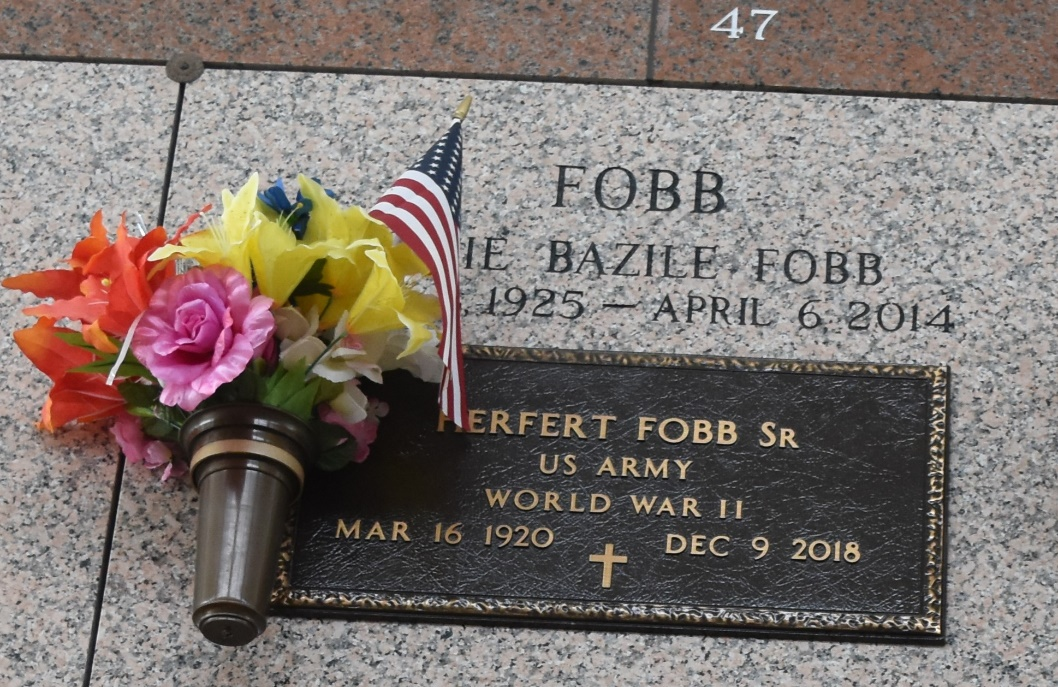 47
FOBB
BAZILE FOBB
1925 — APRIL 6 2014
HERFERT FOBB SR
US ARMY
WORLD WAR II
MAR 16 1920 DEC 9 2018